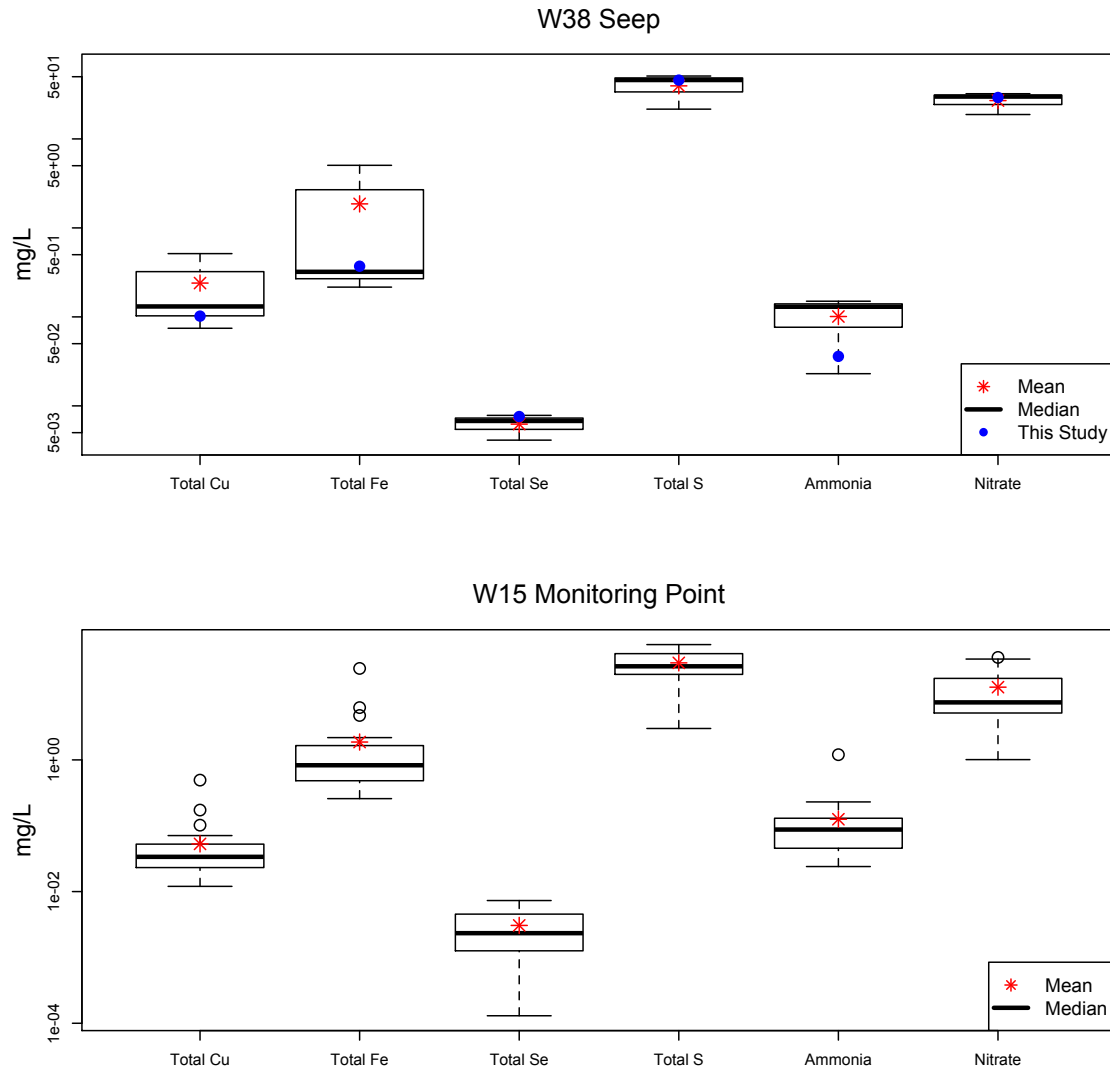 W38 Seep
mg/L
5e+01
5e+00
5e-01
5e-02
5e-03
Mean
Median
This Study
Total Cu Total Fe Total Se Total S Ammonia Nitrate
W15 Monitoring Point
mg/L
1e+00
1e-02
1e-04
Mean
Median
Total Cu Total Fe Total Se Total S Ammonia Nitrate